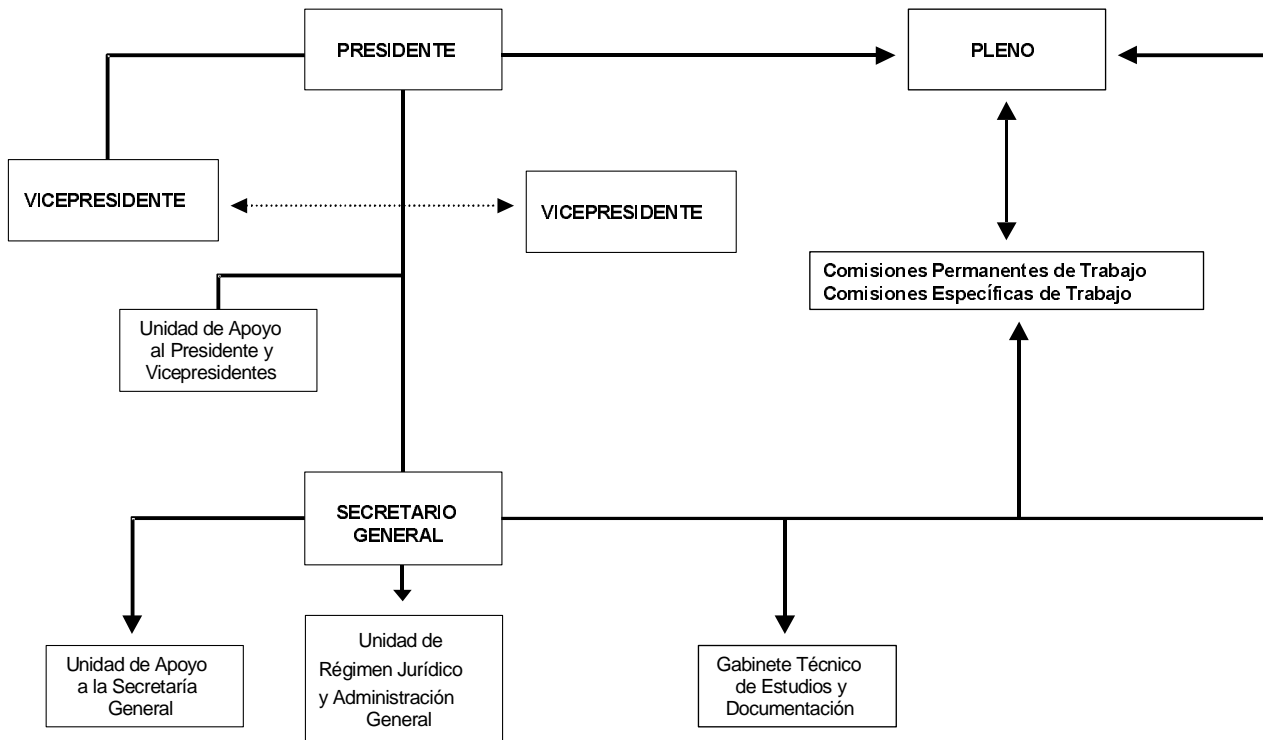 PRESIDENTE
PLENO
VICEPRESIDENTE
VICEPRESIDENTE
Comisiones Permanentes de Trabajo
Comisiones Específicas de Trabajo
Unidad de Apoyo
al Presidente y
Vicepresidentes
SECRETARIO
GENERAL
Unidad de Apoyo
a la Secretaría
General
Unidad de
Régimen Jurídico
y Administración
General
Gabinete Técnico
de Estudios y
Documentación